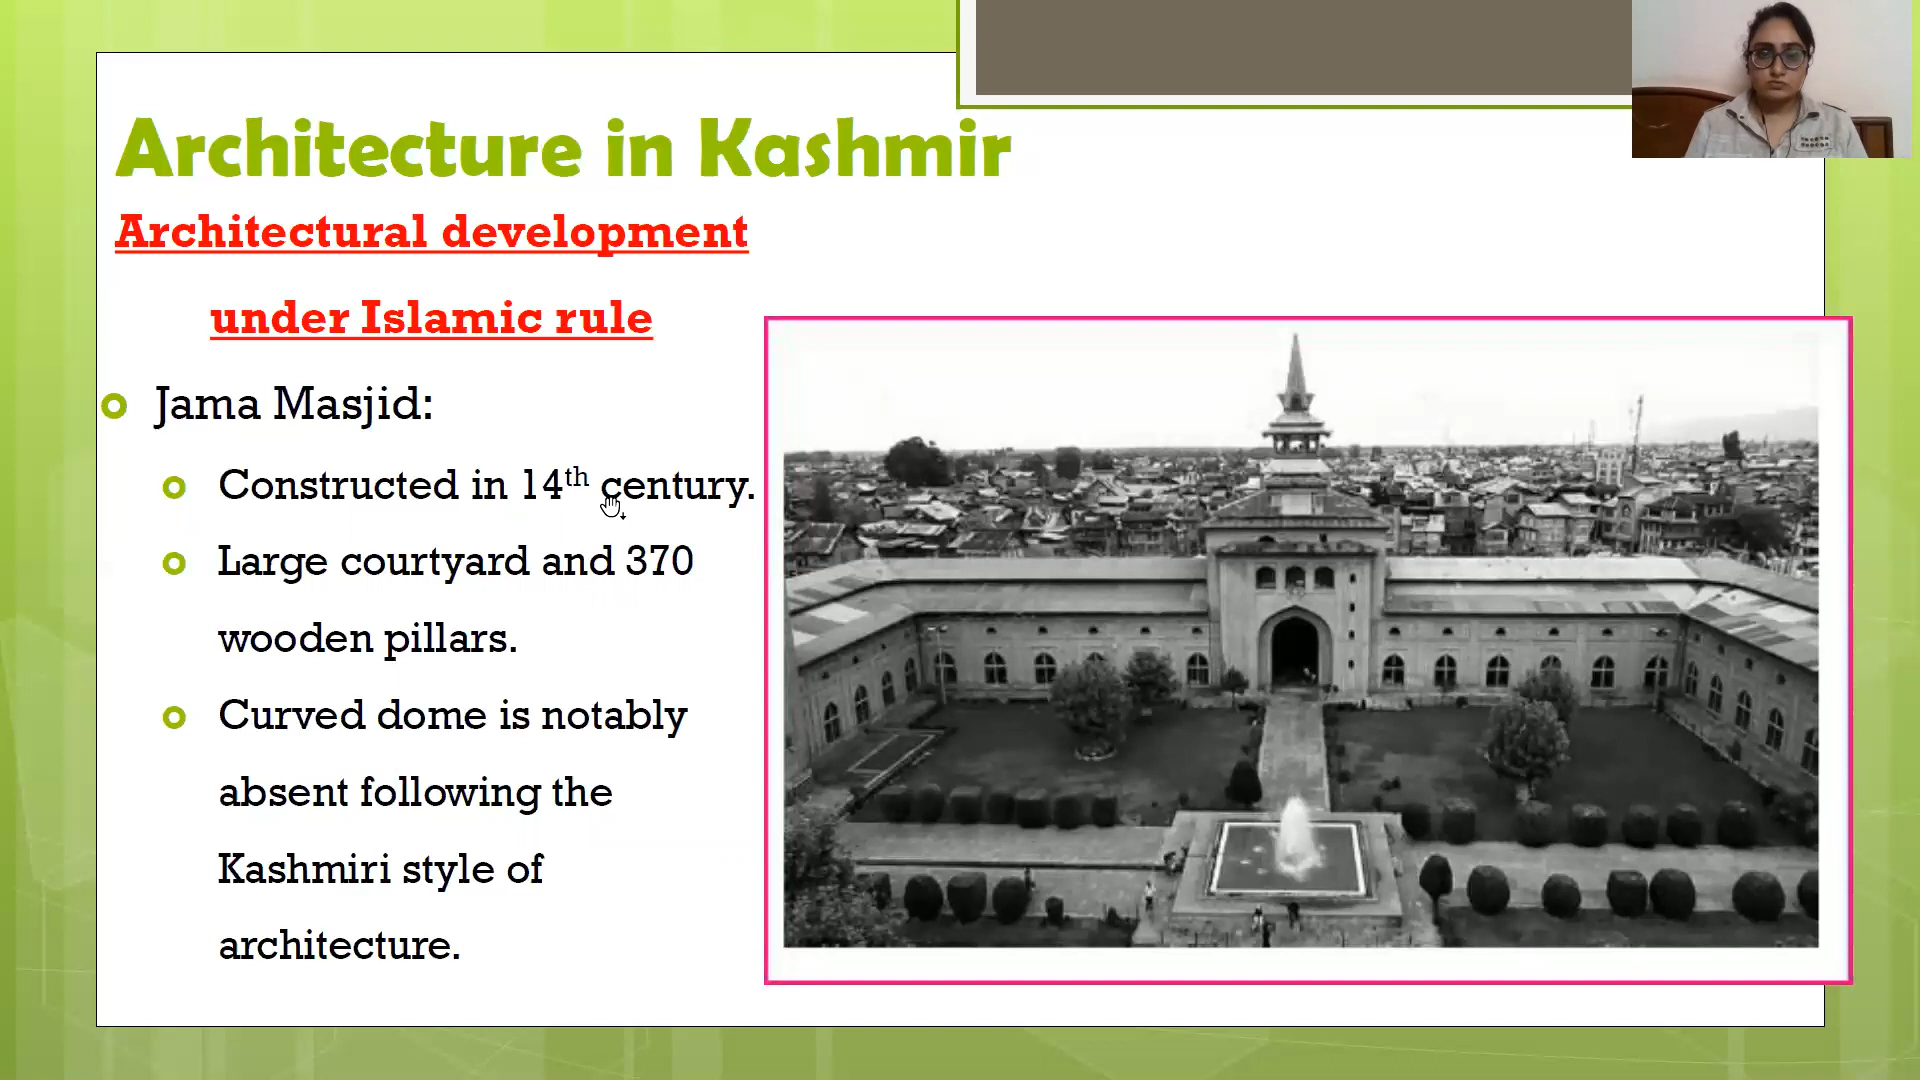 Architecture in Kashmir
Architectural development
under Islamic rule
Jama Masjid:
Constructed in 14th century.
Large courtyard and 370
wooden pillars.
Curved dome is notably
absent following the
Kashmiri style of
architecture.